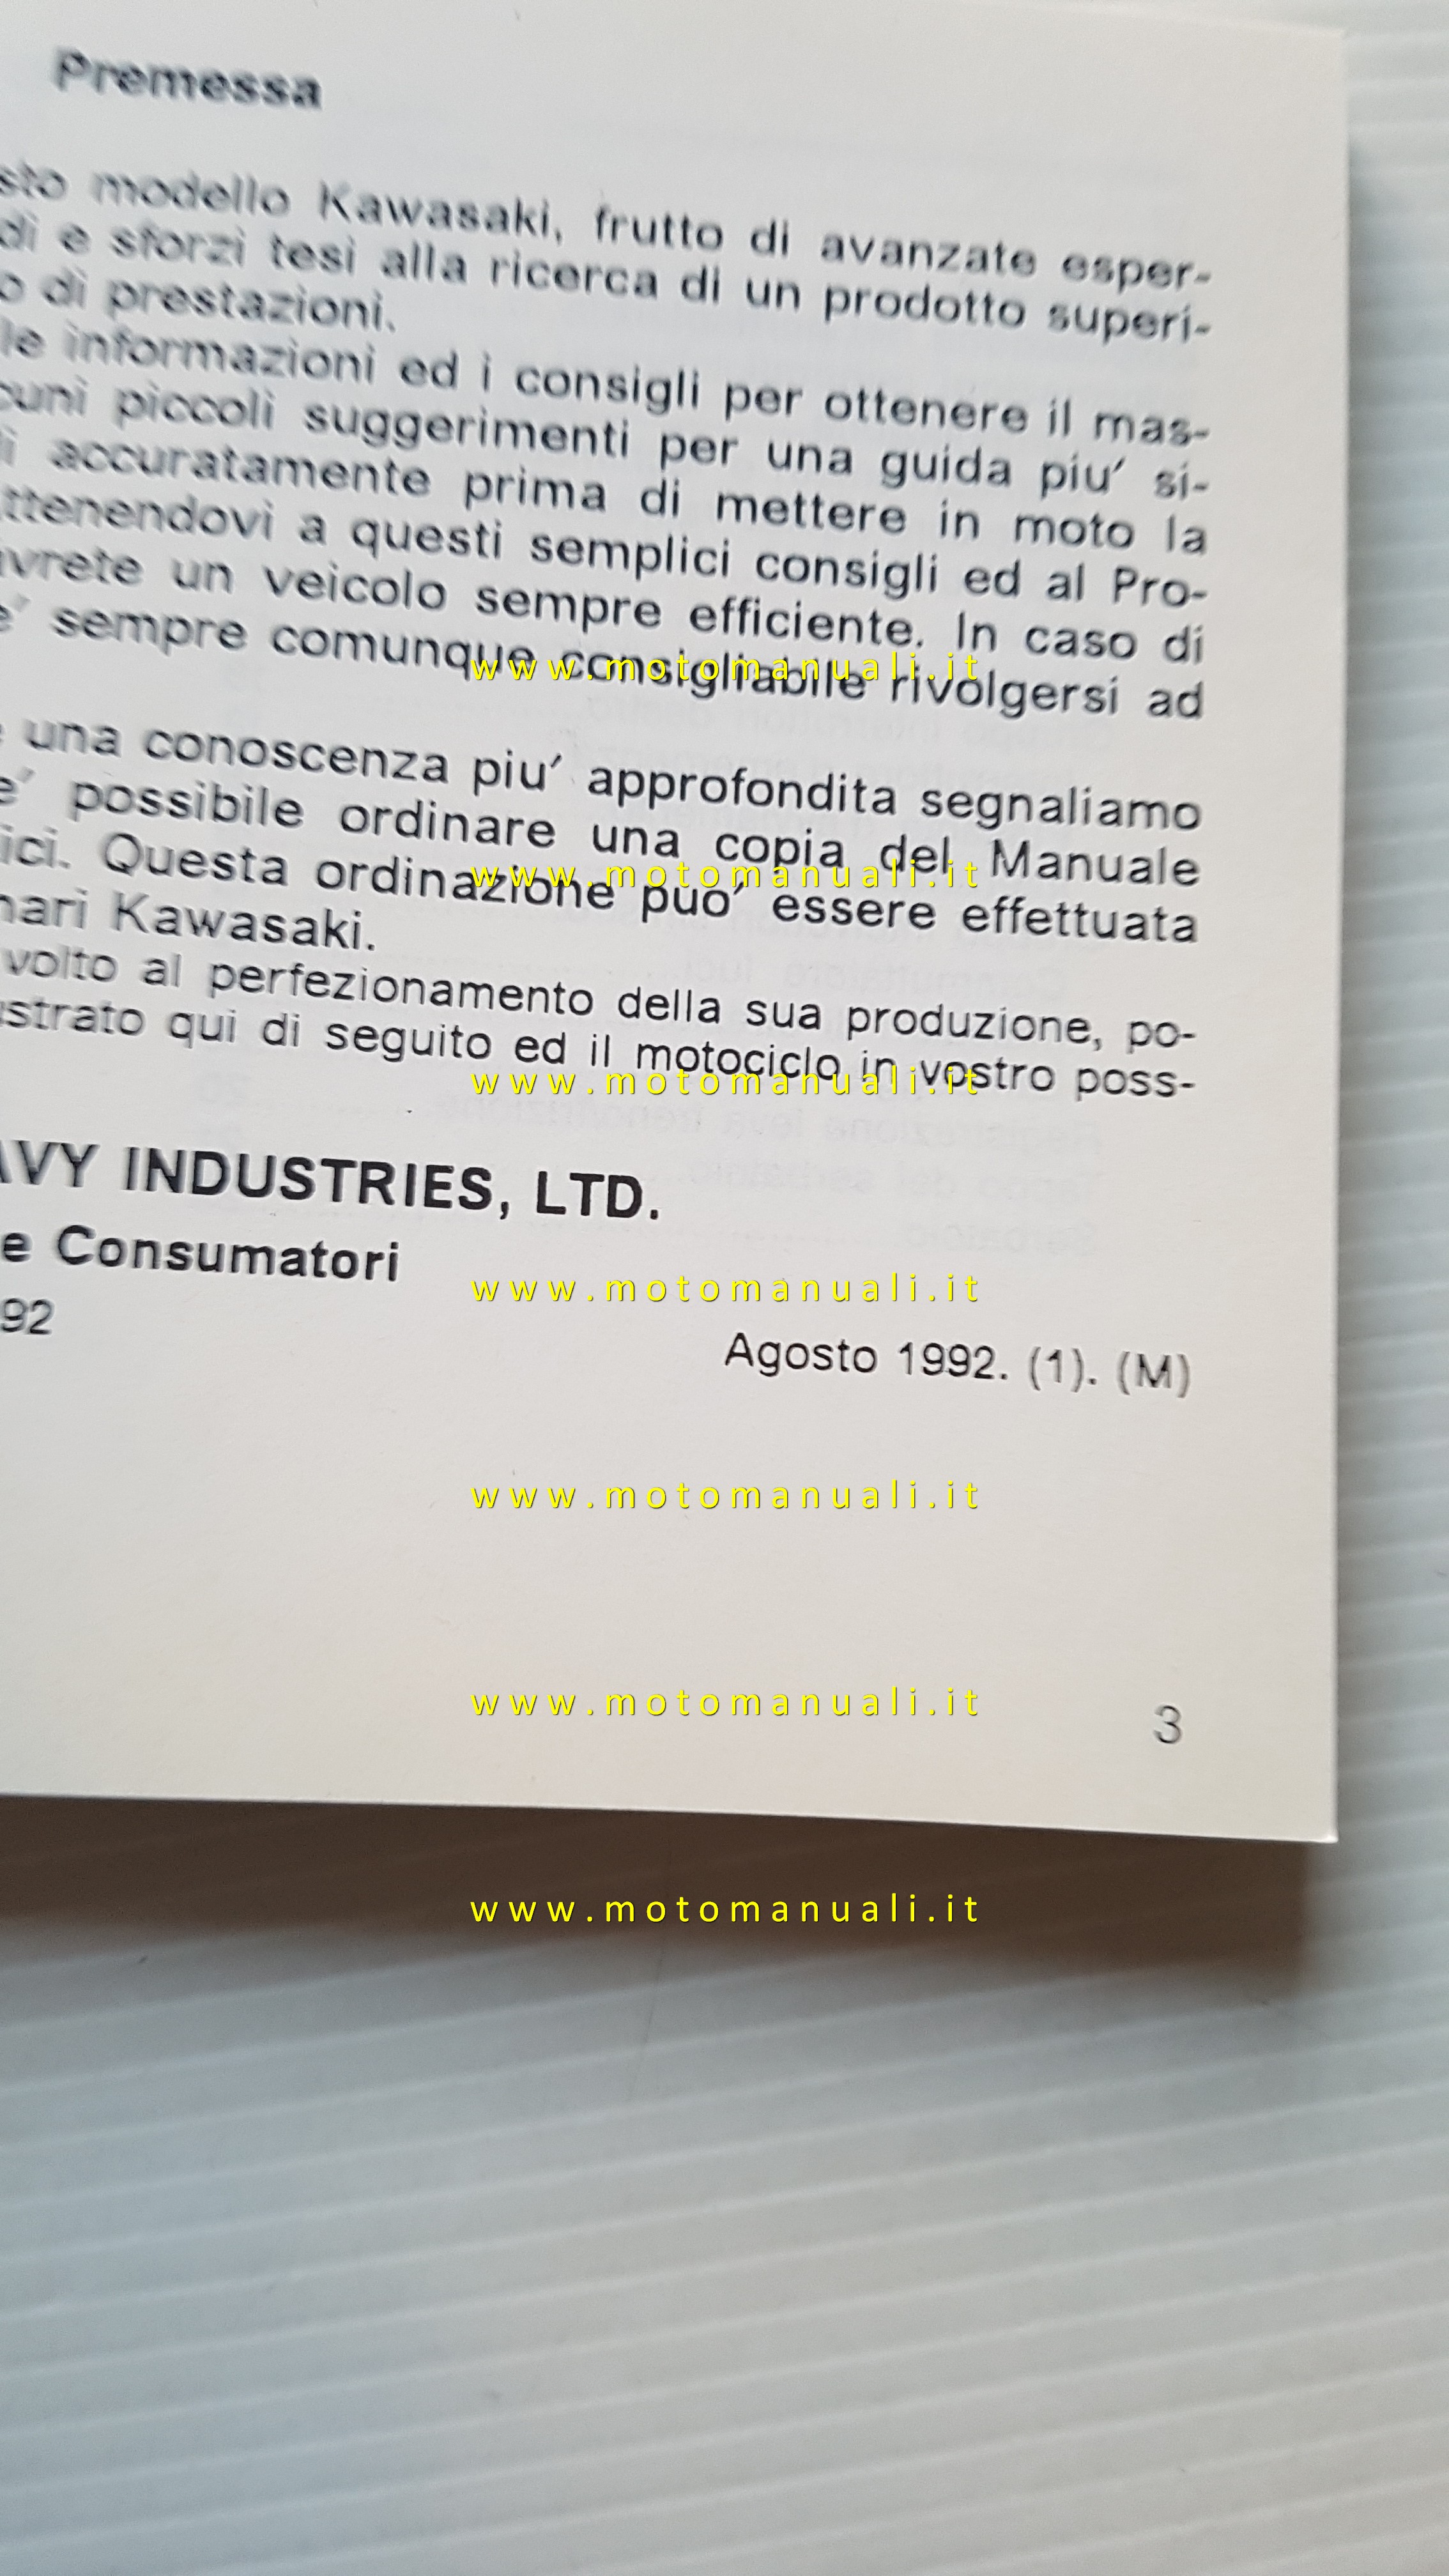 Premessa
sto modello Kawasaki, frutto di avanzate esper-
di e sforzi tesi alla ricerca di un prodotto superi-
o di prestazioni.
le informazioni ed i consigli per ottenere il mas-
cuni piccoli suggerimenti per una guida piu' si-
li accuratamente prima di mettere in moto la
ttenendovi a questi semplici consigli ed al Pro-
vrete un veicolo sempre efficiente. In caso di
e' sempre comunque consigliabile rivolgersi ad
www.motomanuali.it
e una conoscenza piu' approfondita segnaliamo
e' possibile ordinare una copia del Manuale
ici. Questa ordinazione puo' essere effettuata
www.motomanuali.it
nari Kawasaki.
volto al perfezionamento della sua produzione, po-
ustrato qui di seguito ed il motociclo in vostro poss-
www.motomanuali.it
AVY INDUSTRIES, LTD.
e Consumatori
www.motomanuali.it
92
Agosto 1992. (1). (M)
www.motomanuali.it
www.motomanuali.it
3
www.motomanuali.it